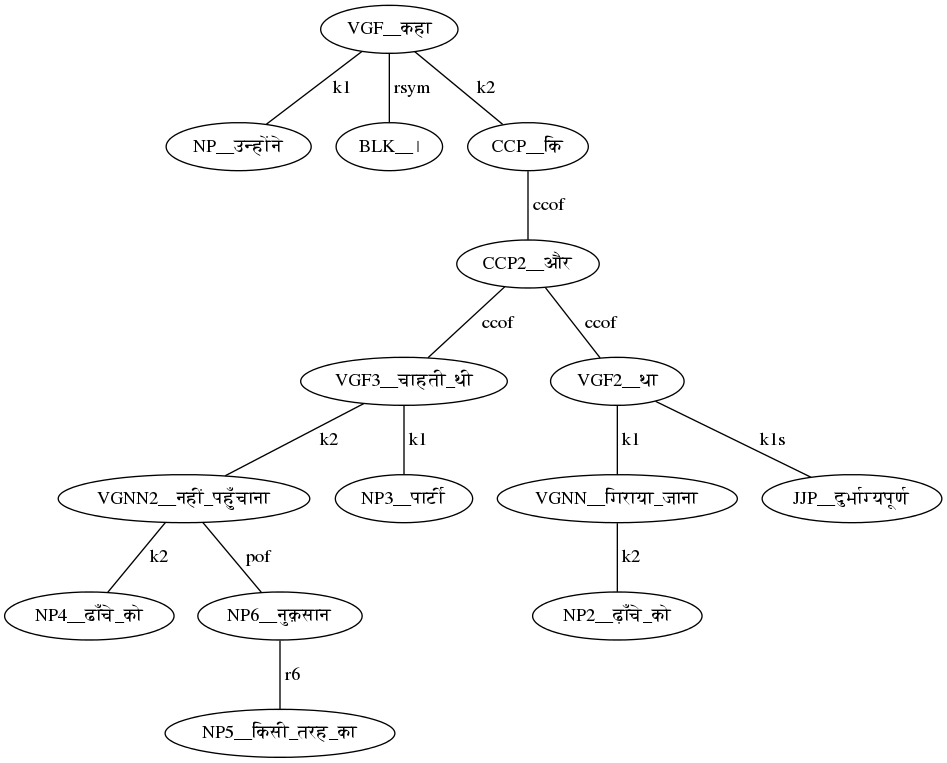 VGF__कहा
k1 rsym k2
NP__उन्होंने BLK__। CCP__कि
ccof
CCP2__और
ccof ccof
VGF3__चाहती_थी VGF2__था
k2 k1 k1 k1s
VGNN2__नहीं_पहुँचाना NP3__पार्टी VGNN__गिराया_जाना JJP__दुर्भाग्यपूर्ण
k2 pof k2
NP4__ढाँचे_को NP6__नुक़सान NP2__ढ़ाँचे_को
r6
NP5__किसी_तरह_का